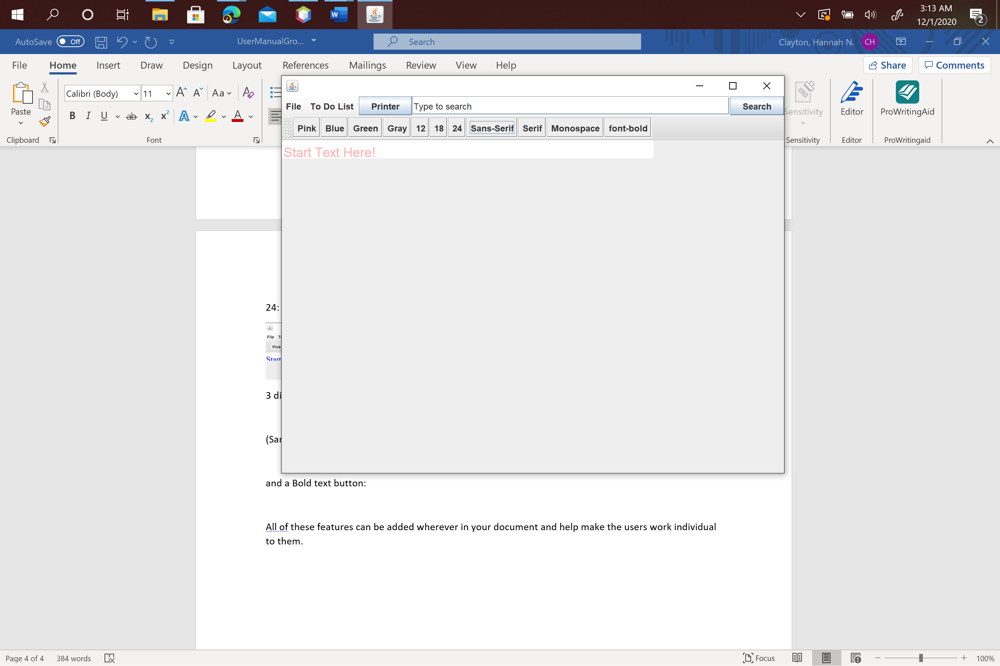 3:13 AM
12/1/2020
2
AutoSave Off
UserManualGro...
Search
Clayton, Hannah N. CH
File Home Insert Draw Design Layout References Mailings Review View Help
Share Comments
Paste
Calibri (Body) 11
Clipboard Font
Sensitivity Editor ProWritingAid
Sensitivity Editor ProWritingaid
File To Do List Printer Type to search Search
Pink Blue Green Gray 12 18 24 Sans-Serif Serif Monospace font-bold
Start Text Here!
24:
File
Pink
Start
3 di
(Sar
and a Bold text button:
All of these features can be added wherever in your document and help make the users work individual
to them.
Page 4 of 4 384 words Focus 100%